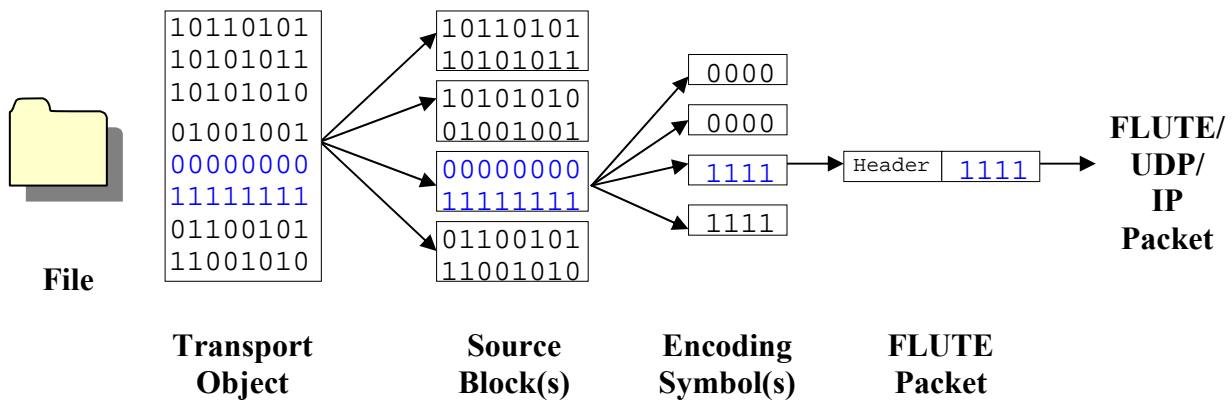 File
10110101
10101011
10101010
01001001
00000000
11111111
01100101
11001010
Transport
Object
10110101
10101011
10101010
01001001
00000000
11111111
01100101
11001010
Source
Block(s)
0000
0000
1111
1111
Encoding
Symbol(s)
Header 1111
FLUTE
Packet
FLUTE/
UDP/
IP
Packet